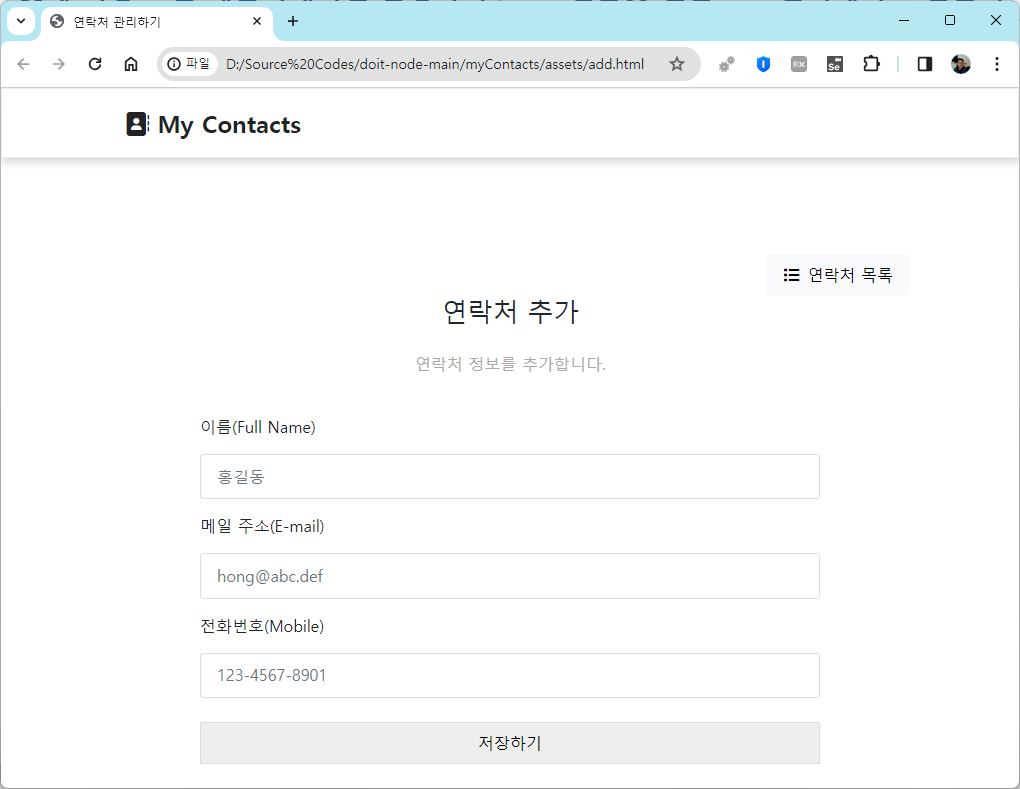 연락처 관리하기
파일
D:/Source%20Codes/doit-node-main/myContacts/assets/add.html
My Contacts
연락처 목록
연락처 추가
연락처 정보를 추가합니다.
이름(Full Name)
홍길동
메일 주소(E-mail)
hong@abc.def
전화번호(Mobile)
123-4567-8901
저장하기